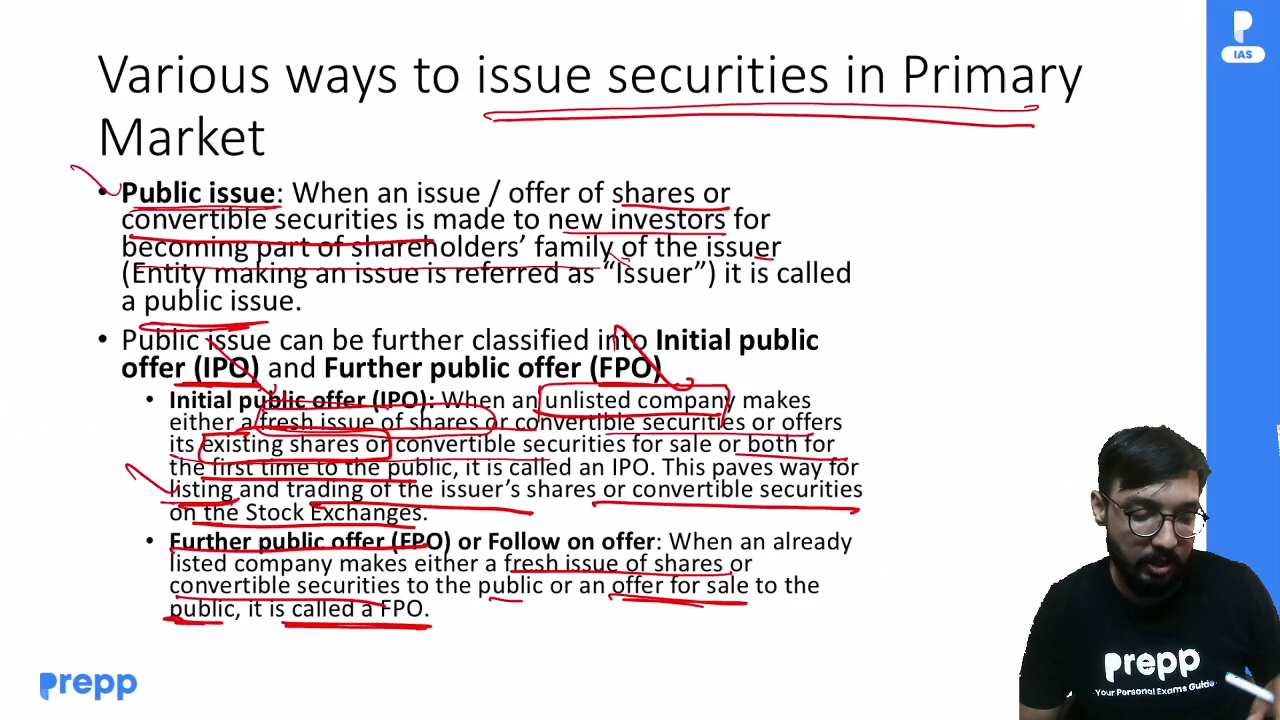 Various ways to issue securities in Primary
Market
• Public issue: When an issue / offer of shares or
convertible securities is made to new investors for
becoming part of shareholders’ family of the issuer
(Entity making an issue is referred as “Issuer”) it is called
a public issue.
• Public issue can be further classified into Initial public
offer (IPO) and Further public offer (FPO)
• Initial public offer (IPO): When an unlisted company makes
either a fresh issue of shares or convertible securities or offers
its existing shares or convertible securities for sale or both for
the first time to the public, it is called an IPO. This paves way for
listing and trading of the issuer’s shares or convertible securities
on the Stock Exchanges.
• Further public offer (FPO) or Follow on offer: When an already
listed company makes either a fresh issue of shares or
convertible securities to the public or an offer for sale to the
public, it is called a FPO.
prepp
IAS
prepp
Your Personal Exams Guide